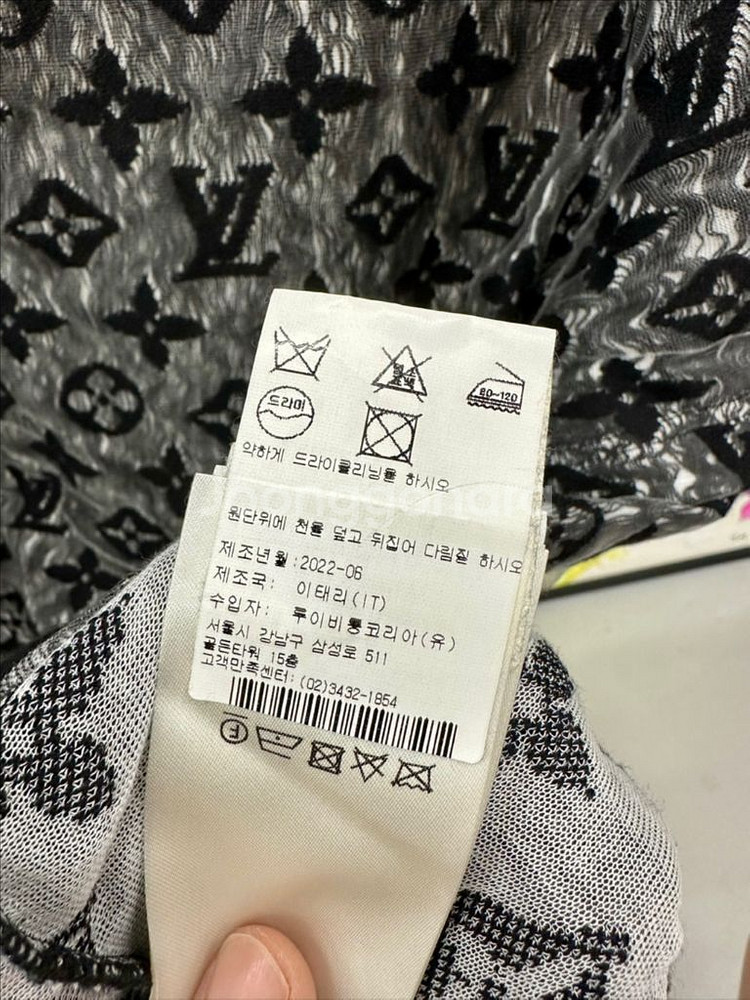 염소
표백
80~120
드라이
약하게 드라이클리닝을 하시오
원단위에 천을 덮고 뒤집어 다림질 하시오
제조년월:2022-06
제조국: 이태리(IT)
수입자: 루이비통코리아(유)
서울시 강남구 삼성로 511
골든타워 15층
고객만족센터: (02)3432-1854
F